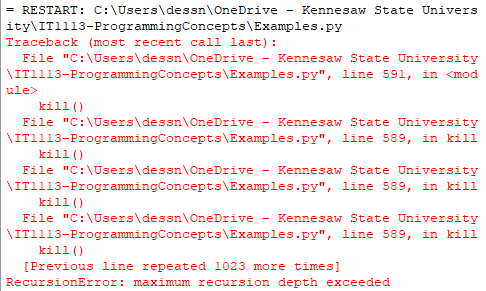 = RESTART: C:\Users\dessn\OneDrive - Kennesaw State Univers
ity\IT1113-ProgrammingConcepts\Examples.py
Traceback (most recent call last):
  File "C:\Users\dessn\OneDrive - Kennesaw State University
\IT1113-ProgrammingConcepts\Examples.py", line 591, in <mod
ule>
    kill()
  File "C:\Users\dessn\OneDrive - Kennesaw State University
\IT1113-ProgrammingConcepts\Examples.py", line 589, in kill
    kill()
  File "C:\Users\dessn\OneDrive - Kennesaw State University
\IT1113-ProgrammingConcepts\Examples.py", line 589, in kill
    kill()
  File "C:\Users\dessn\OneDrive - Kennesaw State University
\IT1113-ProgrammingConcepts\Examples.py", line 589, in kill
    kill()
  [Previous line repeated 1023 more times]
RecursionError: maximum recursion depth exceeded